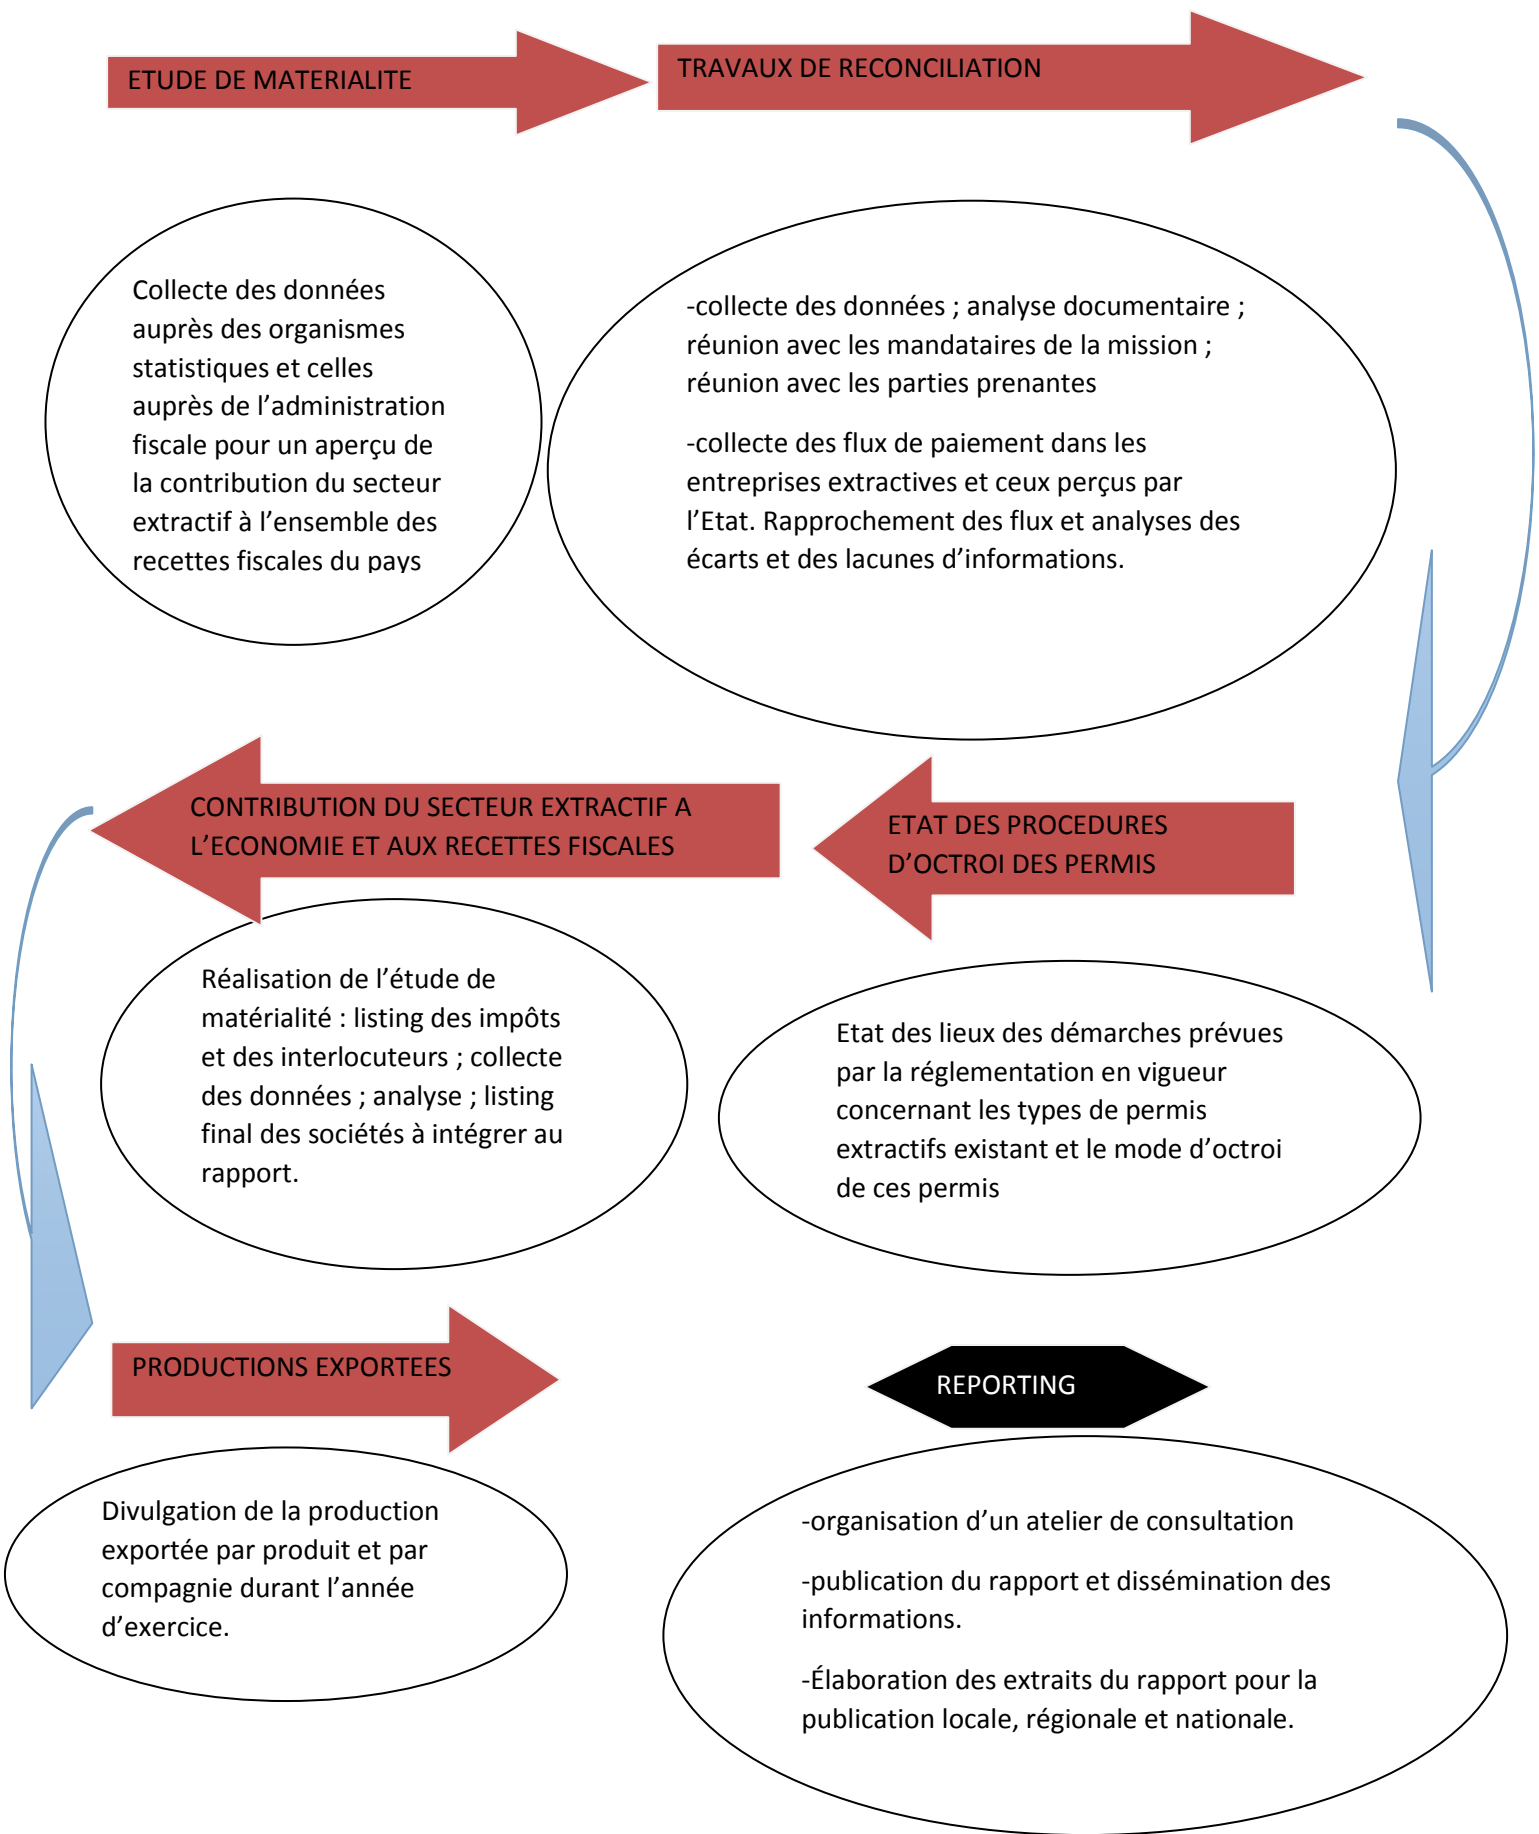 ETUDE DE MATERIALITE
TRAVAUX DE RECONCILIATION
Collecte des données
auprès des organismes
statistiques et celles
auprès de l’administration
fiscale pour un aperçu de
la contribution du secteur
extractif à l’ensemble des
recettes fiscales du pays
-collecte des données ; analyse documentaire ;
réunion avec les mandataires de la mission ;
réunion avec les parties prenantes
-collecte des flux de paiement dans les
entreprises extractives et ceux perçus par
l’Etat. Rapprochement des flux et analyses des
écarts et des lacunes d’informations.
ETAT DES PROCEDURES
D’OCTROI DES PERMIS
Etat des lieux des démarches prévues
par la réglementation en vigueur
concernant les types de permis
extractifs existant et le mode d’octroi
de ces permis
CONTRIBUTION DU SECTEUR EXTRACTIF A
L’ECONOMIE ET AUX RECETTES FISCALES
Réalisation de l’étude de
matérialité : listing des impôts
et des interlocuteurs ; collecte
des données ; analyse ; listing
final des sociétés à intégrer au
rapport.
PRODUCTIONS EXPORTEES
Divulgation de la production
exportée par produit et par
compagnie durant l’année
d’exercice.
REPORTING
-organisation d’un atelier de consultation
-publication du rapport et dissémination des
informations.
-Élaboration des extraits du rapport pour la
publication locale, régionale et nationale.